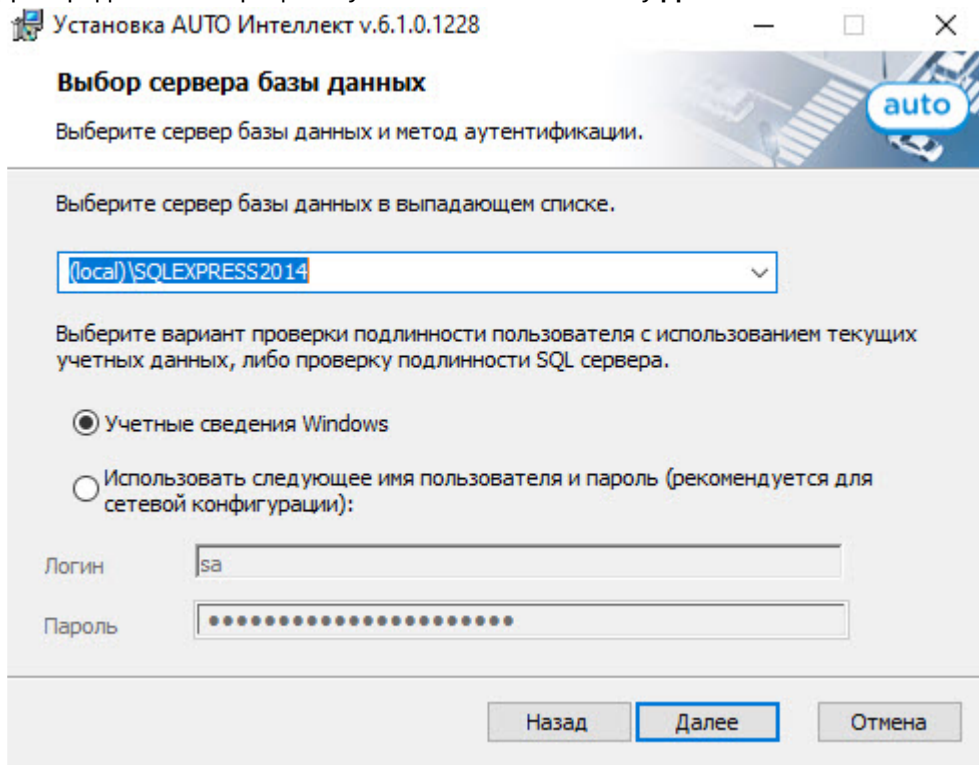 Установка AUTO Интеллект v.6.1.0.1228
Выбор сервера базы данных
auto
Выберите сервер базы данных и метод аутентификации.
Выберите сервер базы данных в выпадающем списке.
(local)\SQLEXPRESS2014
Выберите вариант проверки подлинности пользователя с использованием текущих
учетных данных, либо проверку подлинности SQL сервера.
Учетные сведения Windows
Использовать следующее имя пользователя и пароль (рекомендуется для
сетевой конфигурации):
Логин
sa
Пароль
Назад
Далее
Отмена